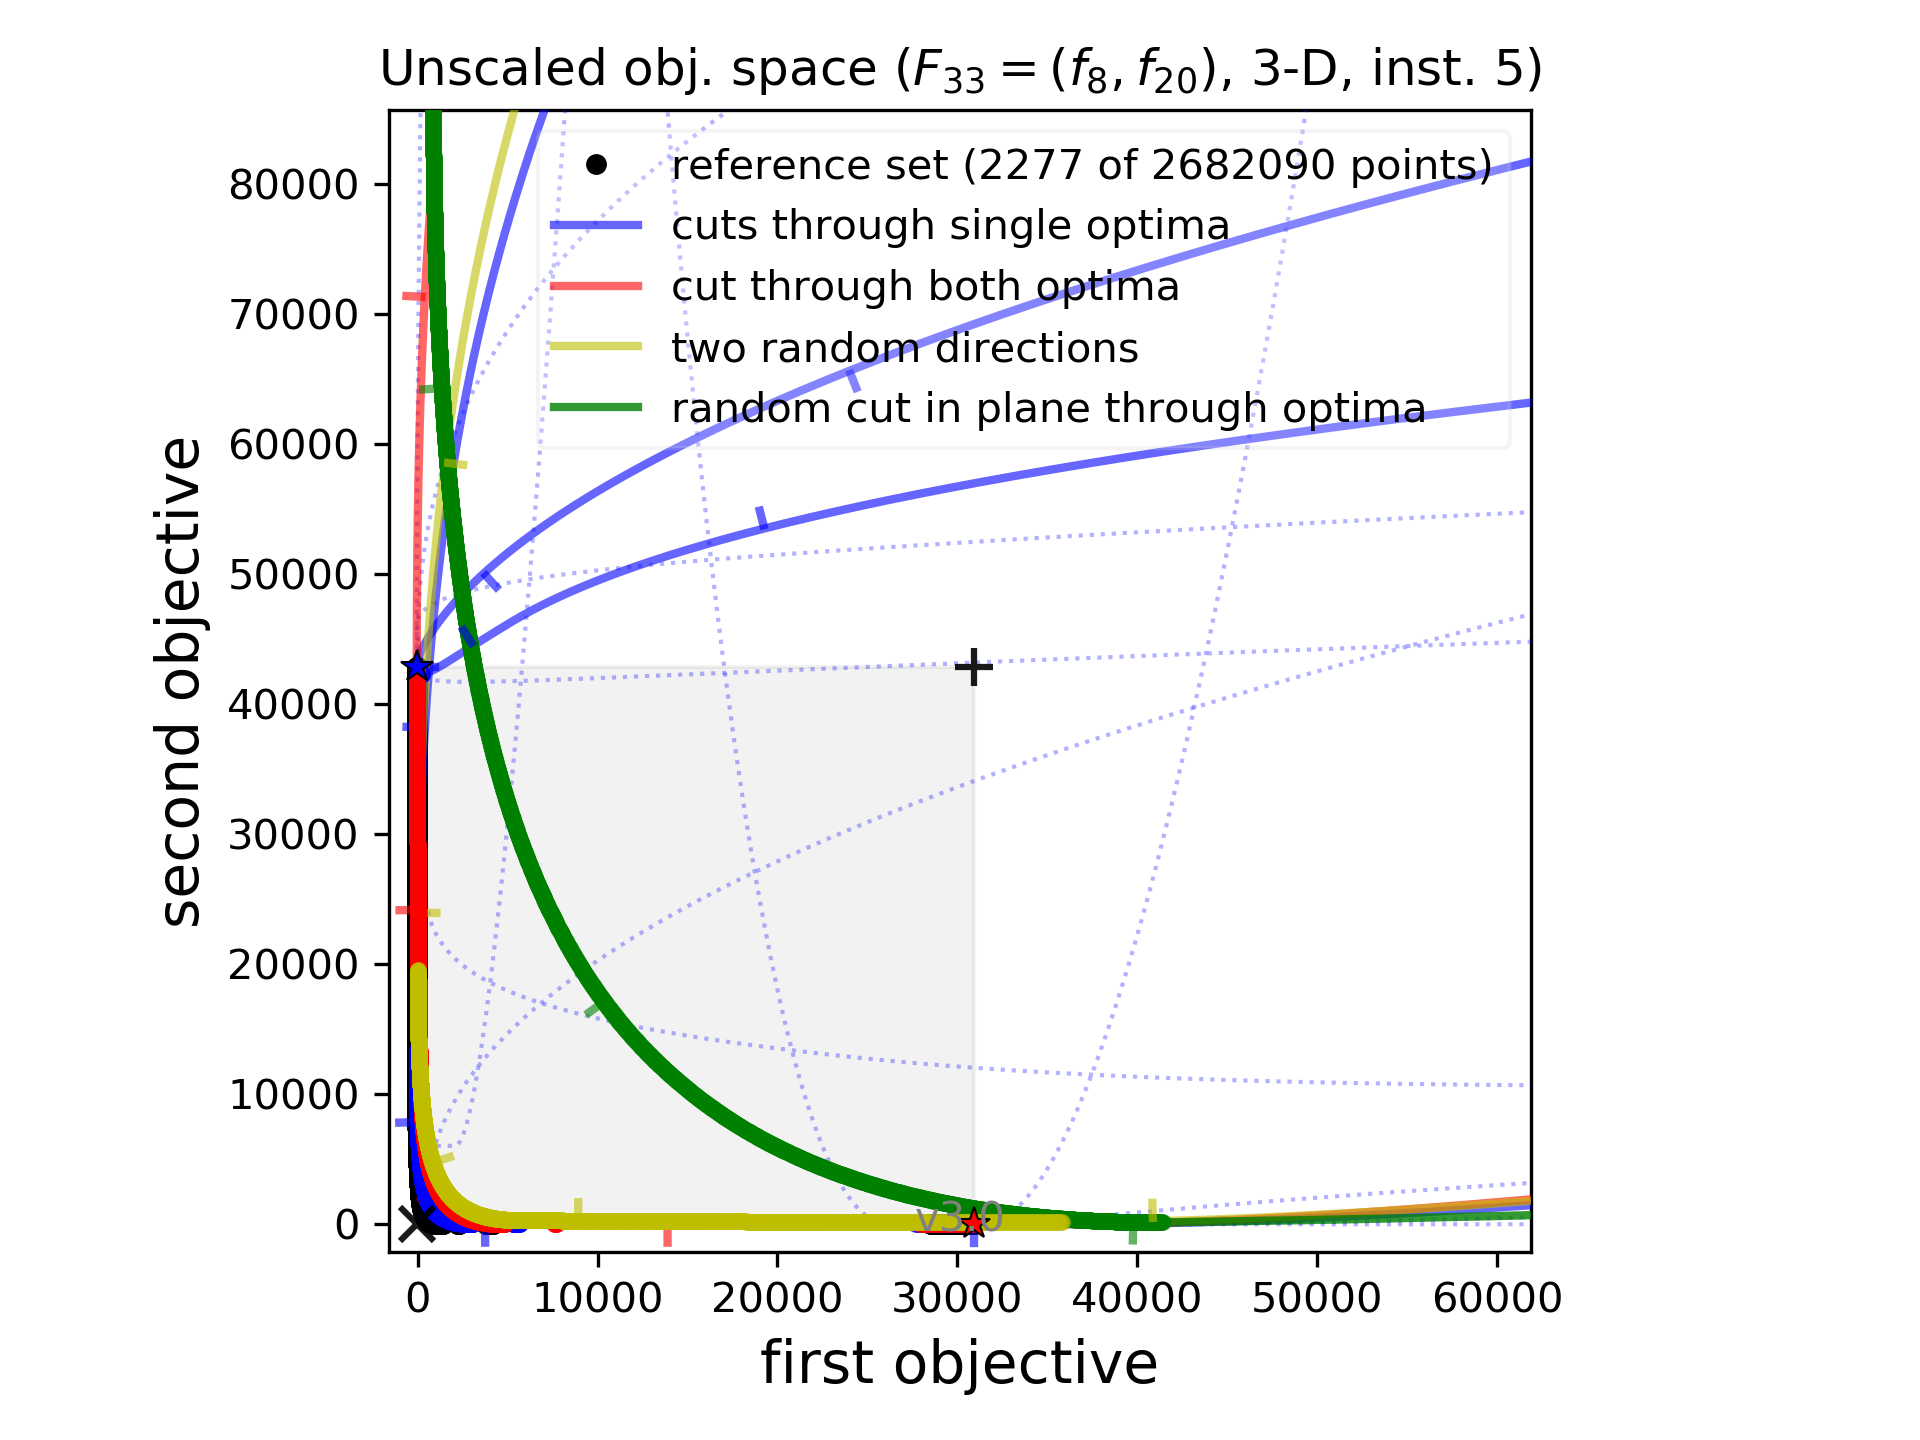 Unscaled obj. space (F33 = (f8, f20), 3-D, inst. 5)
reference set (2277 of 2682090 points)
cuts through single optima
cut through both optima
two random directions
random cut in plane through optima
second objective
80000
70000
60000
50000
40000
30000
20000
10000
0
v3.0
0 10000 20000 30000 40000 50000 60000
first objective